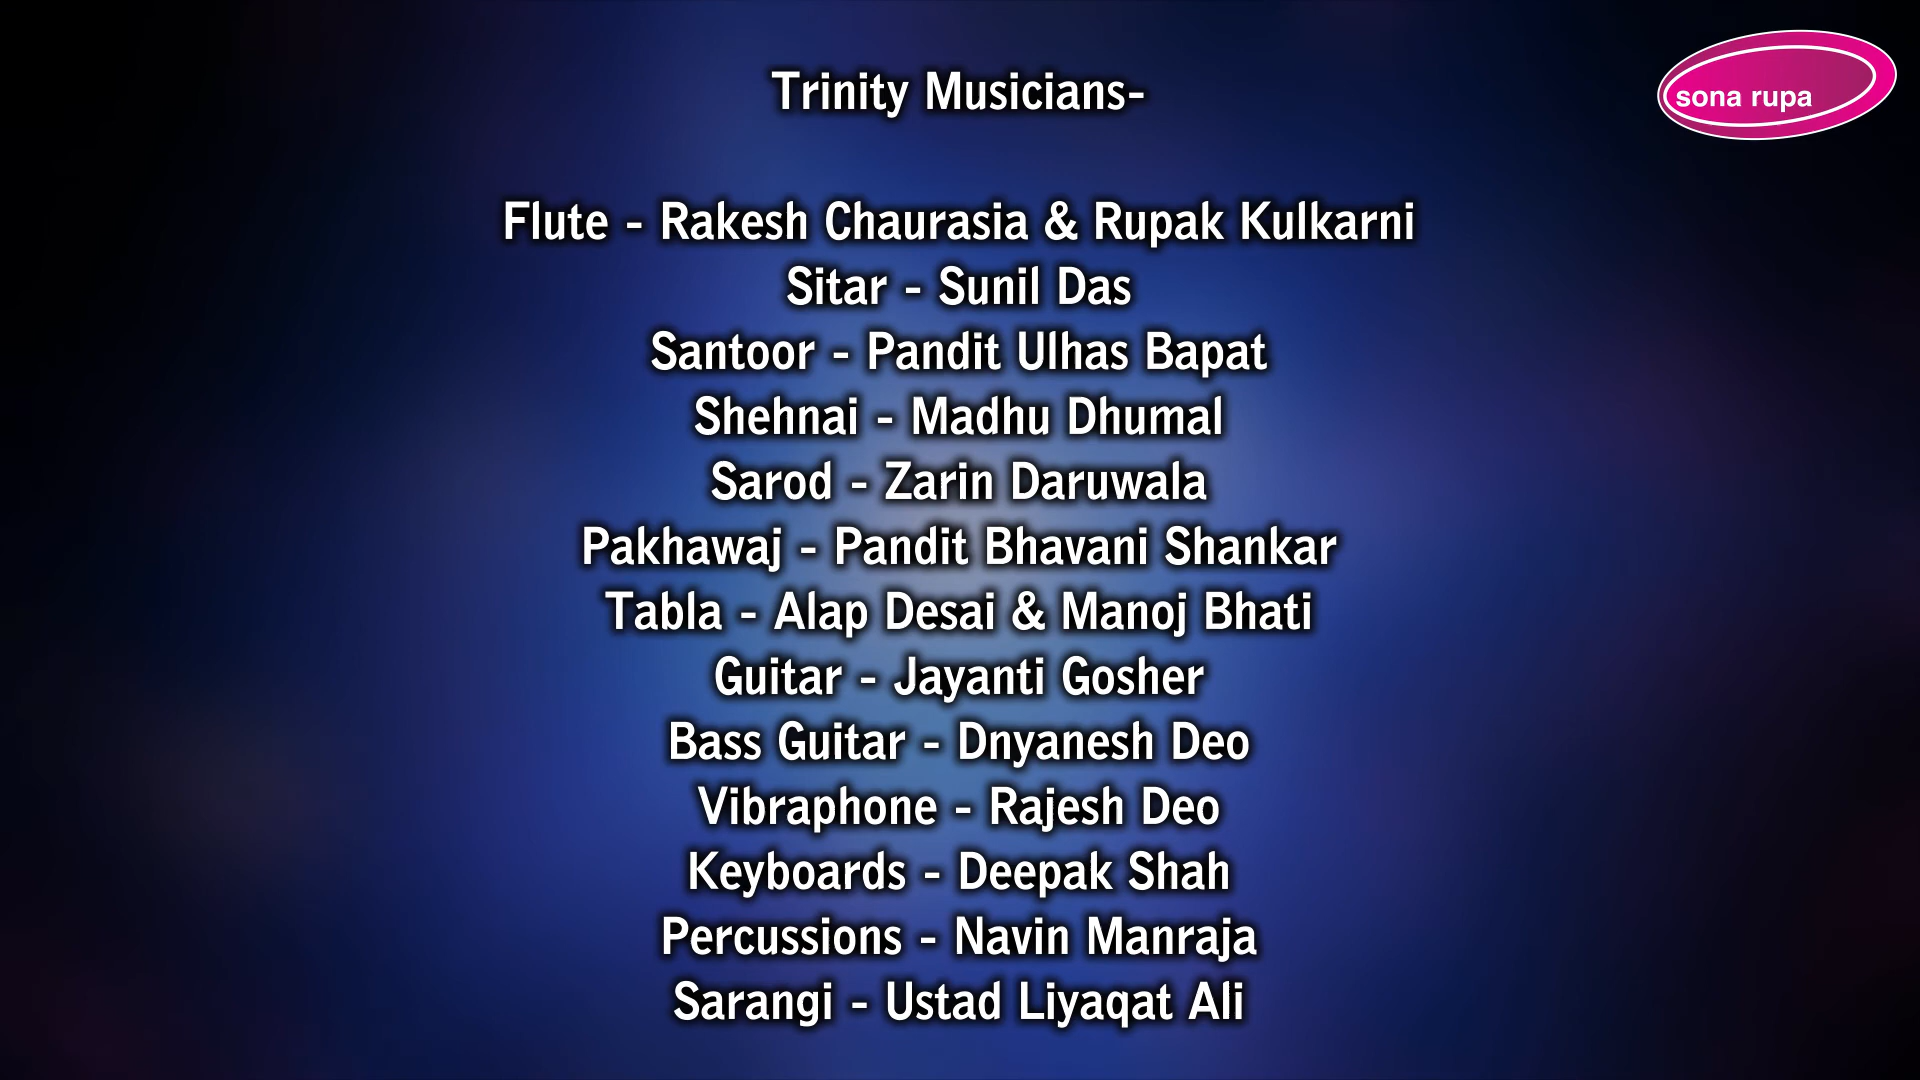 Trinity Musicians-
sona rupa
Flute - Rakesh Chaurasia & Rupak Kulkarni
Sitar - Sunil Das
Santoor - Pandit Ulhas Bapat
Shehnai - Madhu Dhumal
Sarod - Zarin Daruwala
Pakhawaj - Pandit Bhavani Shankar
Tabla - Alap Desai & Manoj Bhati
Guitar - Jayanti Gosher
Bass Guitar - Dnyanesh Deo
Vibraphone - Rajesh Deo
Keyboards - Deepak Shah
Percussions - Navin Manraja
Sarangi - Ustad Liyaqat Ali